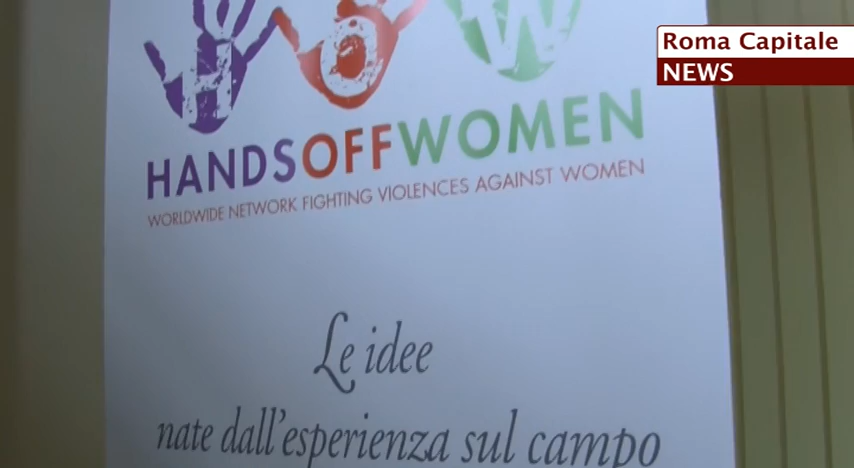 Roma Capitale
NEWS
H O W
HANDSOFFWOMEN
WORLDWIDE NETWORK FIGHTING VIOLENCES AGAINST WOMEN
Le idee
nate dall'esperienza sul campo